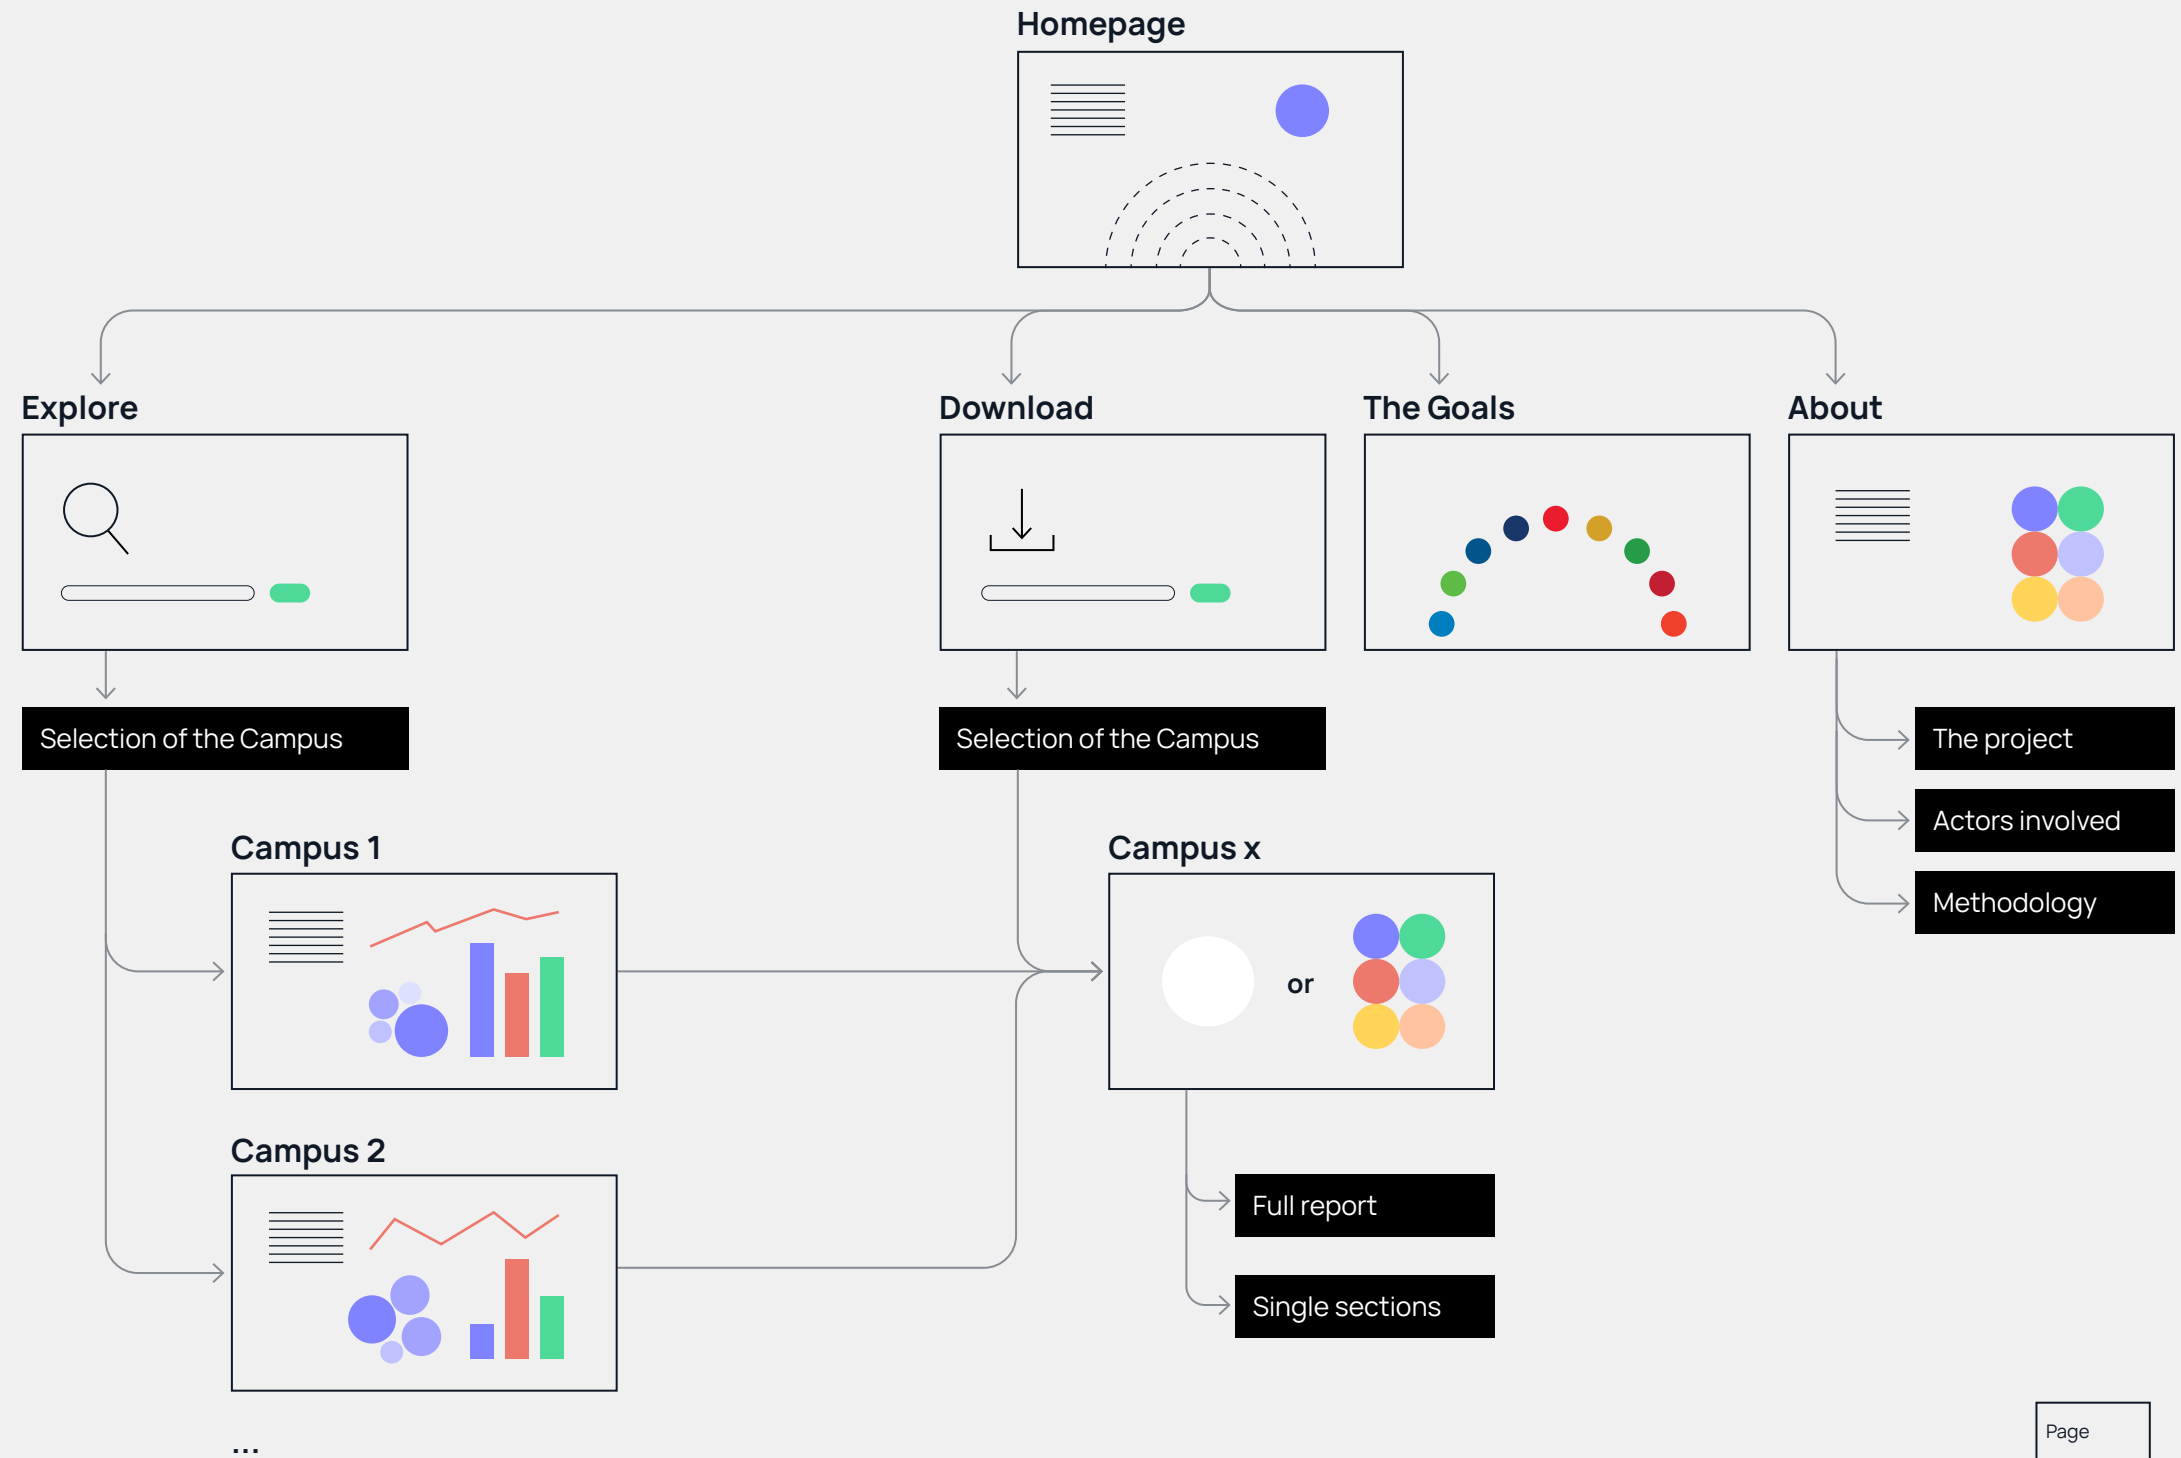 Homepage
Explore
Download
The Goals
About
Selection of the Campus
Selection of the Campus
The project
Actors involved
Methodology
Campus 1
Campus x
or
Campus 2
Full report
Single sections
...
Page